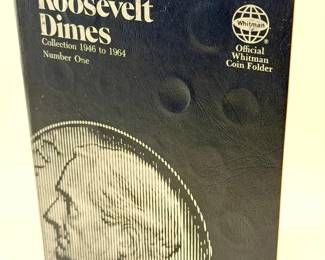 Roosevelt
Dimes
Collection 1946 to 1964
Number One
Whitman
Official
Whitman
Coin Folder